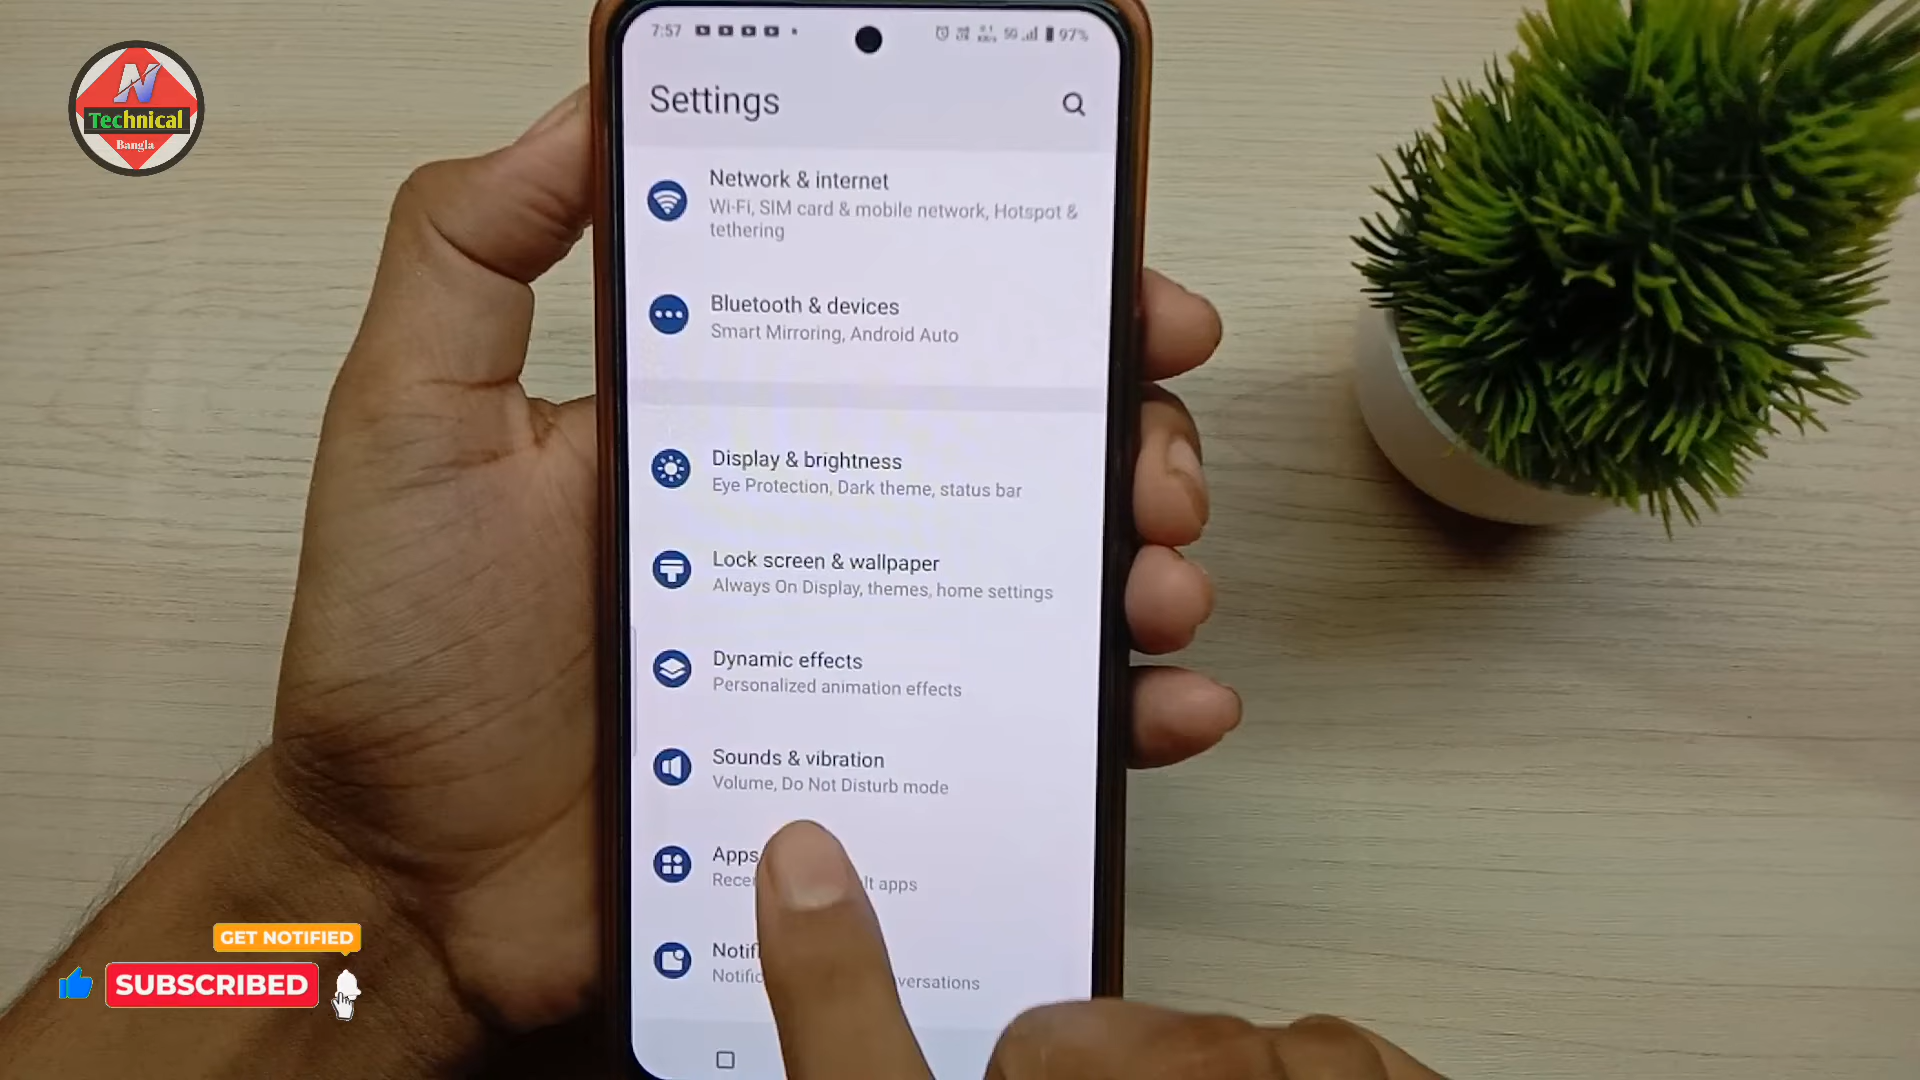 N
Technical
Bangla
7:57
5G
97%
Settings
Network & internet
Wi-Fi, SIM card & mobile network, Hotspot &
tethering
Bluetooth & devices
Smart Mirroring, Android Auto
Display & brightness
Eye Protection, Dark theme, status bar
Lock screen & wallpaper
Always On Display, themes, home settings
Dynamic effects
Personalized animation effects
Sounds & vibration
Volume, Do Not Disturb mode
Apps
apps
GET NOTIFIED
SUBSCRIBED